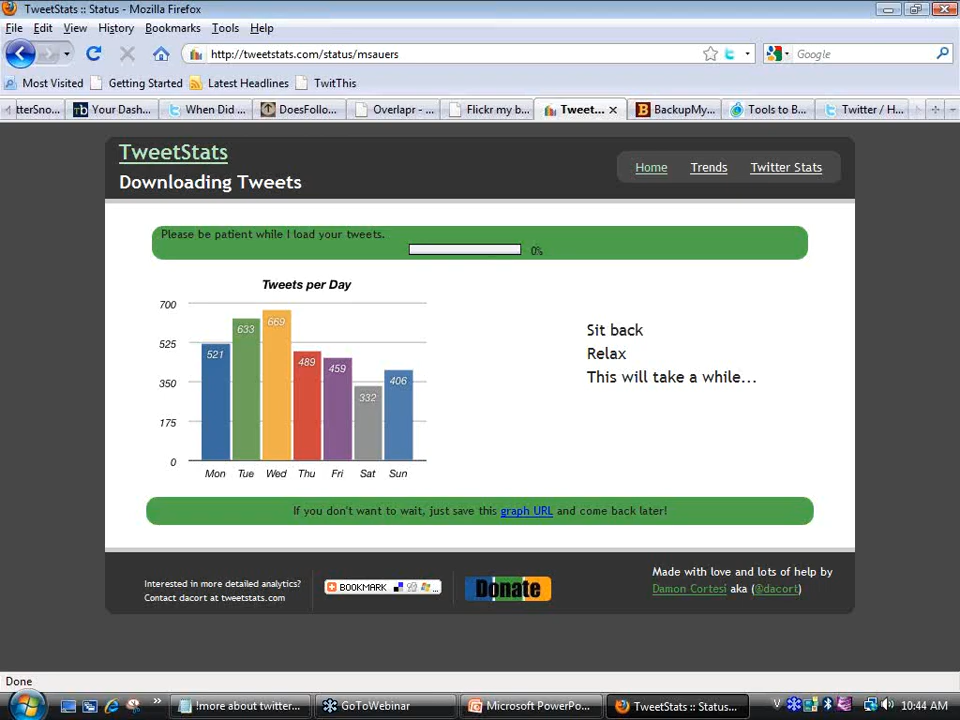 TweetStats :: Status - Mozilla Firefox
File Edit View History Bookmarks Tools Help
http://tweetstats.com/status/msauers
Google
Most Visited Getting Started Latest Headlines TwitThis
tterSno... Your Dash... When Did ... DoesFollo... Overlapr - ... Flickr my b... Tweet... BackupMy... Tools to B... Twitter / H...
TweetStats
Home Trends Twitter Stats
Downloading Tweets
Please be patient while I load your tweets.
0%
Tweets per Day
700
525
350
175
0
521 633 669 489 459 332 406
Mon Tue Wed Thu Fri Sat Sun
Sit back
Relax
This will take a while...
If you don't want to wait, just save this graph URL and come back later!
Interested in more detailed analytics?
Contact dacort at tweetstats.com
BOOKMARK
Donate
Made with love and lots of help by
Damon Cortesi aka (@dacort)
Done
!more about twitter... GoToWebinar Microsoft PowerPo... TweetStats :: Status... V 10:44 AM